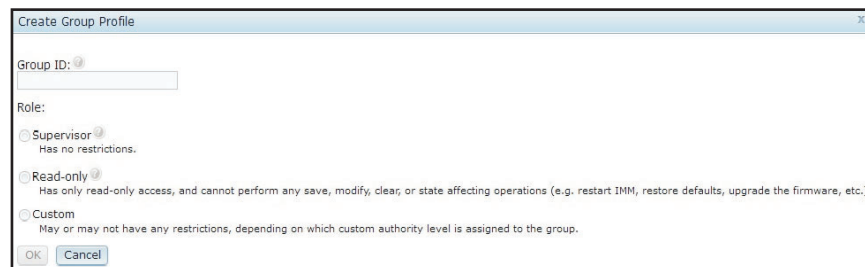 Create Group Profile x
Group ID:
Role:
Supervisor
Has no restrictions.
Read-only
Has only read-only access, and cannot perform any save, modify, clear, or state affecting operations (e.g. restart IMM, restore defaults, upgrade the firmware, etc.)
Custom
May or may not have any restrictions, depending on which custom authority level is assigned to the group.
OK Cancel